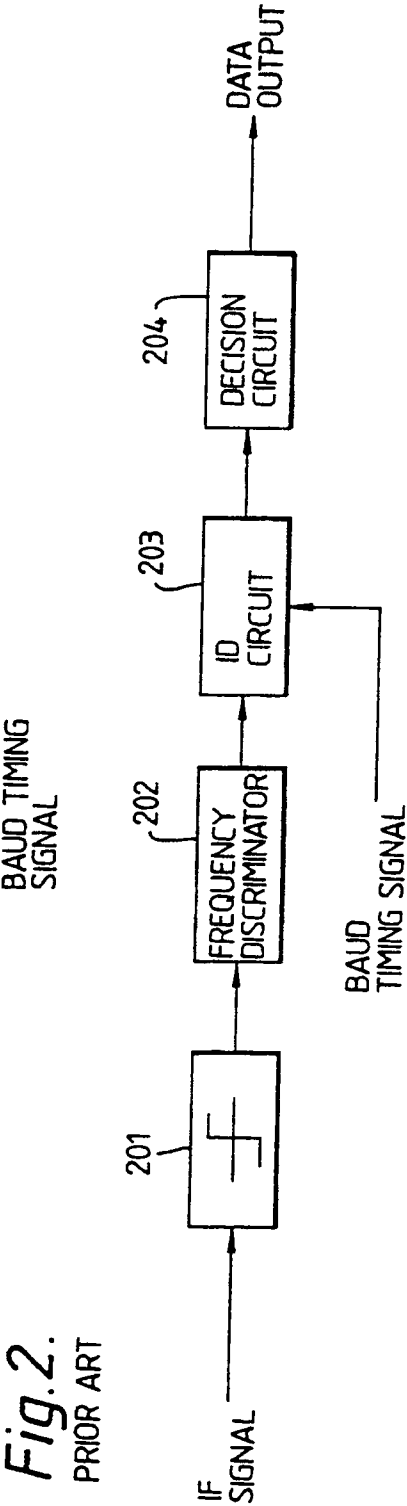 BAUD TIMING
SIGNAL
Fig.2.
PRIOR ART
IF
SIGNAL
201
202
FREQUENCY
DISCRIMINATOR
203
ID
CIRCUIT
204
DECISION
CIRCUIT
DATA
OUTPUT
BAUD
TIMING SIGNAL